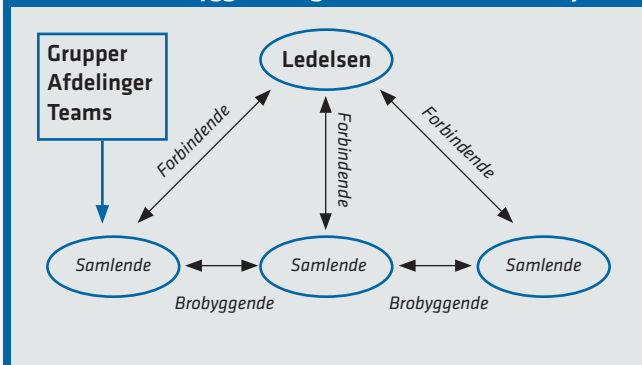 Grupper
Afdelinger
Teams
Ledelsen
Forbindende
Forbindende
Forbindende
Samlende
Samlende
Samlende
Brobyggende
Brobyggende